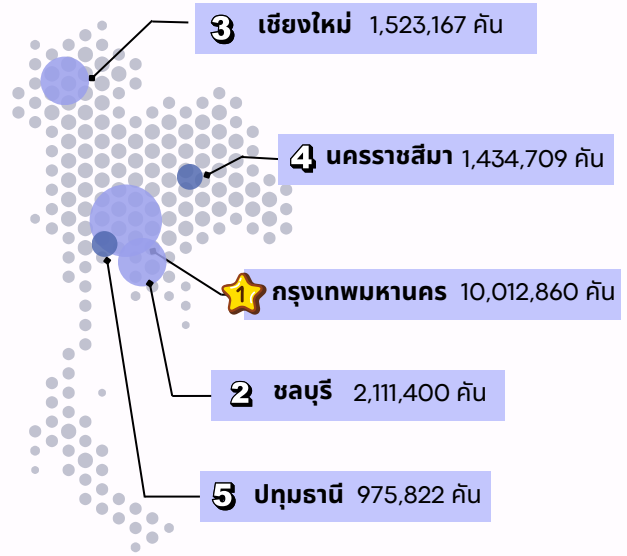 3 เชียงใหม่ 1,523,167 คัน
4 นครราชสีมา 1,434,709 คัน
1 กรุงเทพมหานคร 10,012,860 คัน
2 ชลบุรี 2,111,400 คัน
5 ปทุมธานี 975,822 คัน